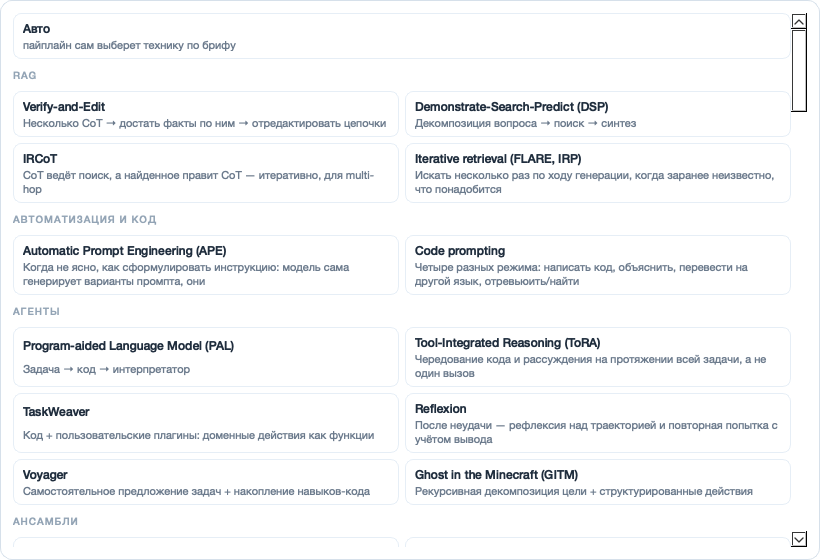 Авто
пайплайн сам выберет технику по брифу
RAG
Verify-and-Edit
Несколько CoT → достать факты по ним → отредактировать цепочки
Demonstrate-Search-Predict (DSP)
Декомпозиция вопроса → поиск → синтез
IRCoT
CoT ведёт поиск, а найденное правит CoT — итеративно, для multi-
hop
Iterative retrieval (FLARE, IRP)
Искать несколько раз по ходу генерации, когда заранее неизвестно,
что понадобится
АВТОМАТИЗАЦИЯ И КОД
Automatic Prompt Engineering (APE)
Когда не ясно, как сформулировать инструкцию: модель сама
генерирует варианты промпта, они
Code prompting
Четыре разных режима: написать код, объяснить, перевести на
другой язык, отревьюить/найти
АГЕНТЫ
Program-aided Language Model (PAL)
Задача → код → интерпретатор
Tool-Integrated Reasoning (ToRA)
Чередование кода и рассуждения на протяжении всей задачи, а не
один вызов
TaskWeaver
Код + пользовательские плагины: доменные действия как функции
Reflexion
После неудачи — рефлексия над траекторией и повторная попытка с
учётом вывода
Voyager
Самостоятельное предложение задач + накопление навыков-кода
Ghost in the Minecraft (GITM)
Рекурсивная декомпозиция цели + структурированные действия
АНСАМБЛИ